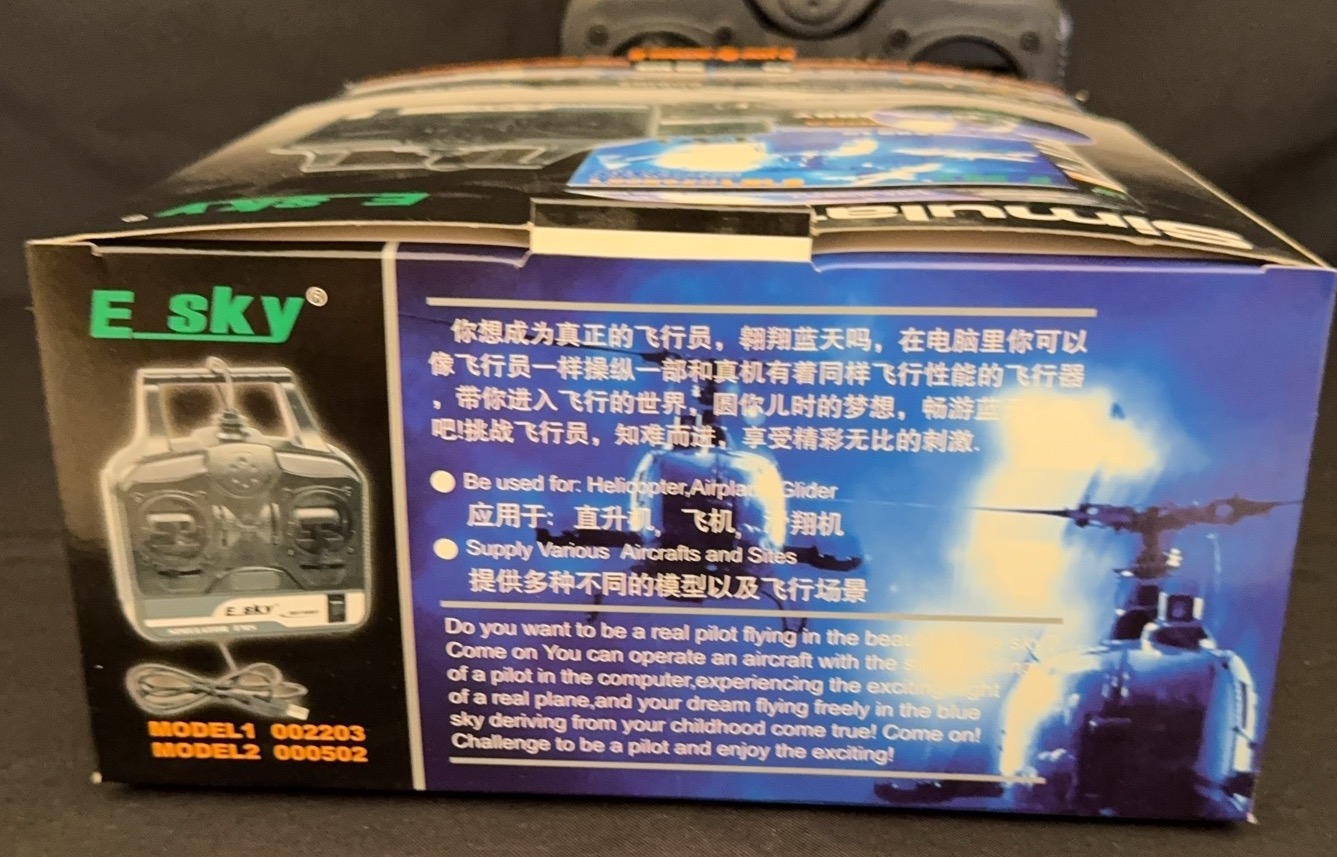 Simula
E_sky
E_sky®
你想成为真正的飞行员，翱翔蓝天吗，在电脑里你可以
像飞行员一样操纵一部和真机有着同样飞行性能的飞行器
，带你进入飞行的世界，圆你儿时的梦想，畅游蓝
吧!挑战飞行员，知难而进，享受精彩无比的刺激.
Be used for: Helicopter,Airplane Glider
应用于: 直升机、飞机、滑翔机
Supply Various Aircrafts and Sites
提供多种不同的模型以及飞行场景
Do you want to be a real pilot flying in the
Come on You can operate an aircraft with the
of a pilot in the computer,experiencing the exciting
of a real plane,and your dream flying freely in the blue
sky deriving from your childhood come true! Come on!
Challenge to be a pilot and enjoy the exciting!
E_sky
MODEL1 002203
MODEL2 000502